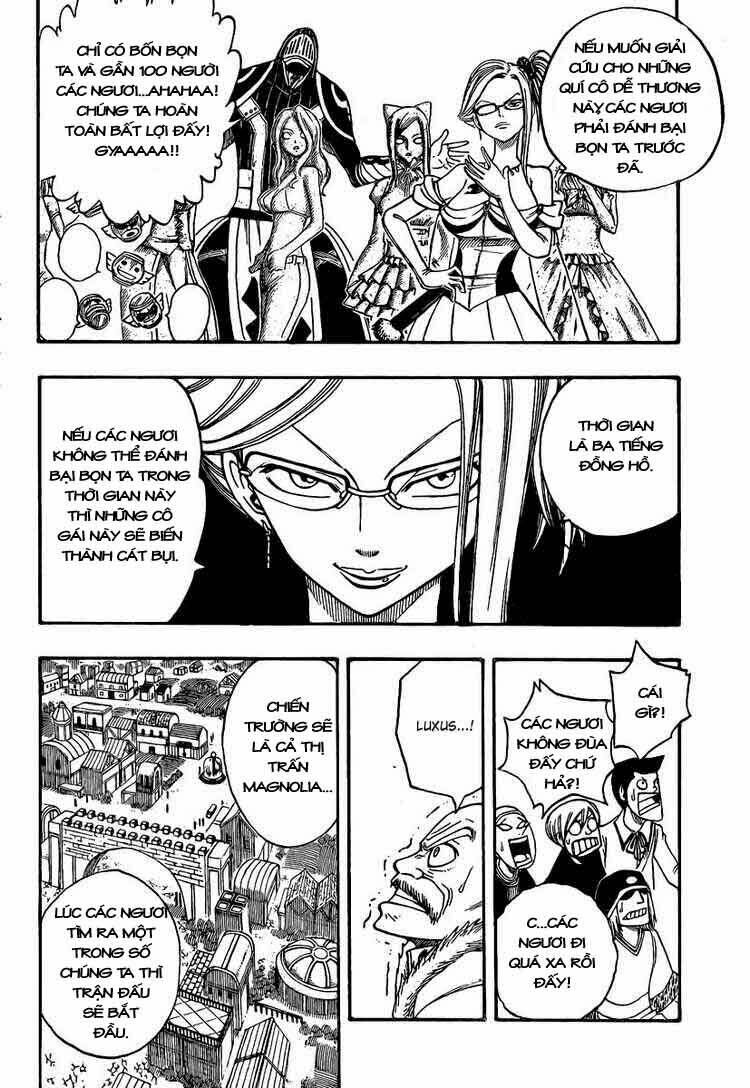 NẾU MUỐN GIẢI
CỨU CHO NHỮNG
QUÍ CÔ DỄ THƯƠNG
NÀY,CÁC NGƯƠI
PHẢI ĐÁNH BẠI
BỌN TA TRƯỚC
ĐÃ.
CHỈ CÓ BỐN BỌN
TA VÀ GẦN 100 NGƯỜI
CÁC NGƯƠI...AHAHAA!
CHÚNG TA HOÀN
TOÀN BẤT LỢI ĐẤY!
GYAAAAA!!
THỜI GIAN
LÀ BA TIẾNG
ĐỒNG HỒ.
NẾU CÁC NGƯƠI
KHÔNG THỂ ĐÁNH
BẠI BỌN TA TRONG
THỜI GIAN NÀY
THÌ NHỮNG CÔ
GÁI NÀY SẼ BIẾN
THÀNH CÁT BỤI.
CÁI
GÌ?!
CÁC NGƯƠI
KHÔNG ĐÙA
ĐẤY CHỨ
HẢ?!
C...CÁC
NGƯƠI ĐI
QUÁ XA RỒI
ĐẤY!
LUXUS...!
CHIẾN
TRƯỜNG SẼ
LÀ CẢ THỊ
TRẤN
MAGNOLIA...
LÚC CÁC NGƯƠI
TÌM RA MỘT
TRONG SỐ
CHÚNG TA THÌ
TRẬN ĐẤU
SẼ BẮT
ĐẦU.